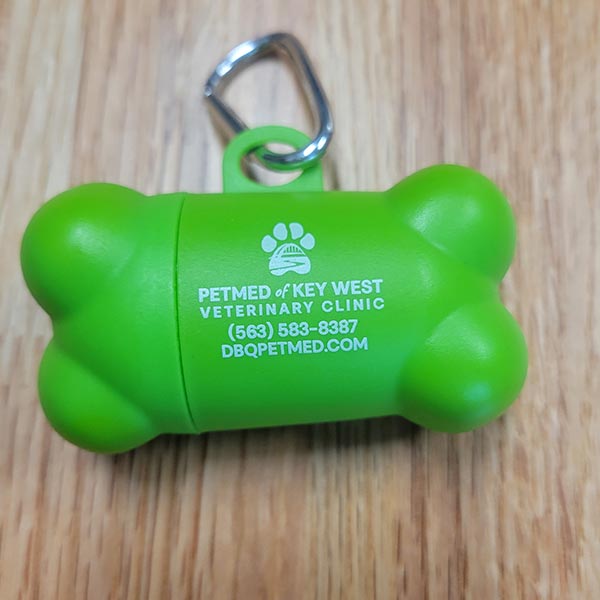 PETMED of KEY WEST
VETERINARY CLINIC
(563) 583-8387
DBQPETMED.COM